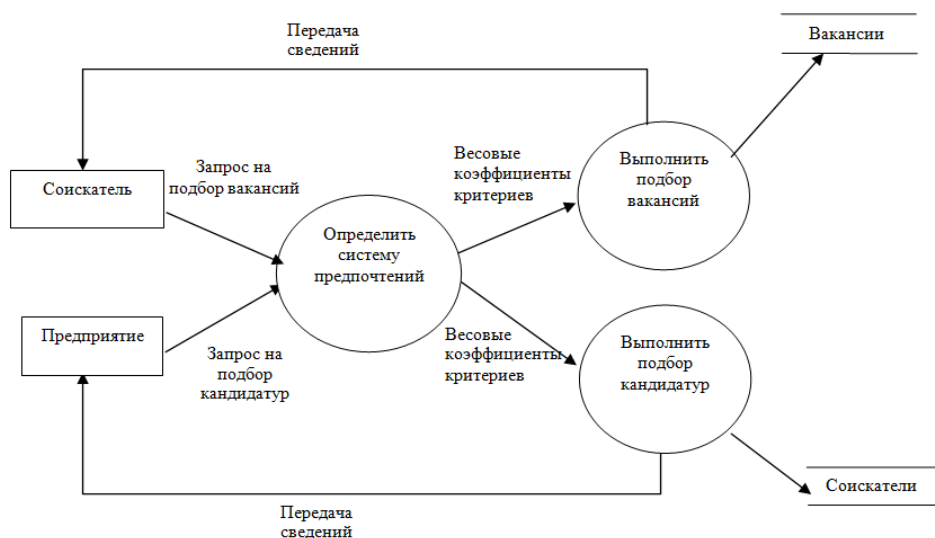 Передача
сведений
Вакансии
Соискатель
Запрос на
подбор вакансий
Весовые
коэффициенты
критериев
Выполнить
подбор
вакансий
Определить
систему
предпочтений
Предприятие
Запрос на
подбор
кандидатур
Весовые
коэффициенты
критериев
Выполнить
подбор
кандидатур
Соискатели
Передача
сведений